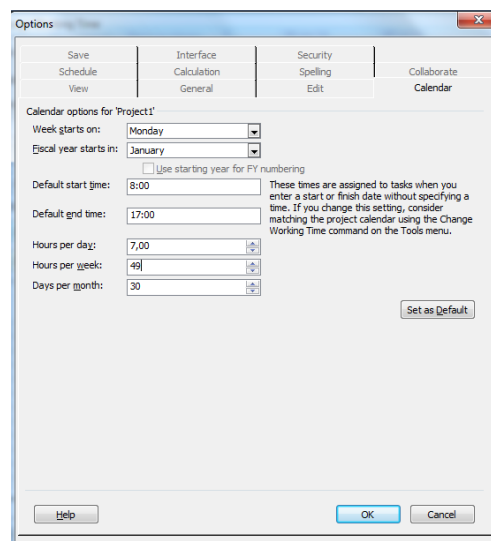 Options
Save Interface Security
Schedule Calculation Spelling Collaborate
View General Edit Calendar
Calendar options for 'Project1'
Week starts on: Monday
Fiscal year starts in: January
Use starting year for FY numbering
Default start time: 8:00
These times are assigned to tasks when you
enter a start or finish date without specifying a
time. If you change this setting, consider
matching the project calendar using the Change
Working Time command on the Tools menu.
Default end time: 17:00
Hours per day: 7,00
Hours per week: 49
Days per month: 30
Set as Default
Help OK Cancel